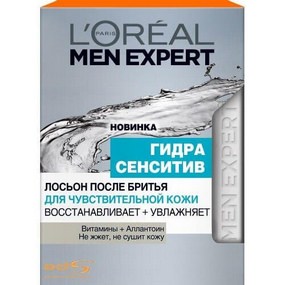 L'ORÉAL
PARIS
MEN EXPERT
НОВИНКА
ГИДРА
СЕНСИТИВ
ЛОСЬОН ПОСЛЕ БРИТЬЯ
ДЛЯ ЧУВСТВИТЕЛЬНОЙ КОЖИ
ВОССТАНАВЛИВАЕТ + УВЛАЖНЯЕТ
Витамины + Аллантоин
Не жжет, не сушит кожу
MEN EXPERT